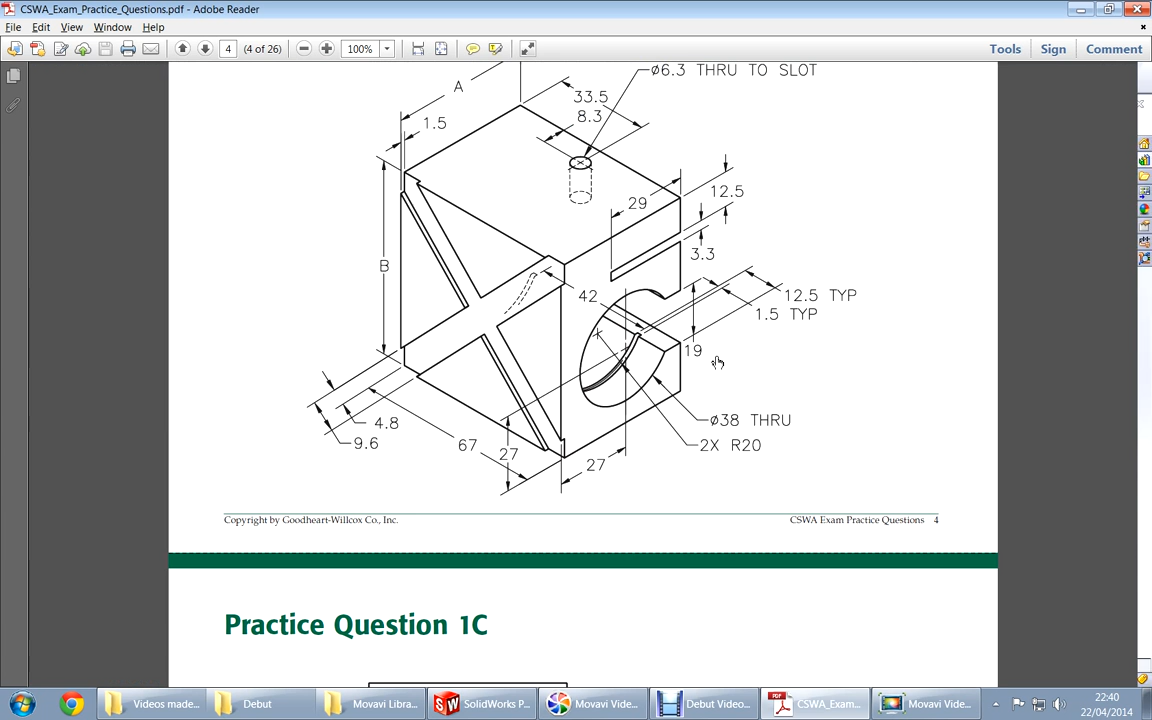 CSWA_Exam_Practice_Questions.pdf - Adobe Reader
File Edit View Window Help
4 (4 of 26) 100% Tools Sign Comment
ø6.3 THRU TO SLOT
A
33.5
8.3
1.5
12.5
29
3.3
B
42
12.5 TYP
1.5 TYP
19
4.8
9.6
67
27
27
ø38 THRU
2X R20
Copyright by Goodheart-Willcox Co., Inc. CSWA Exam Practice Questions 4
Practice Question 1C
Videos made... Debut Movavi Libra... SolidWorks P... Movavi Vide... Debut Video... CSWA_Exam... Movavi Vide...
22:40
22/04/2014